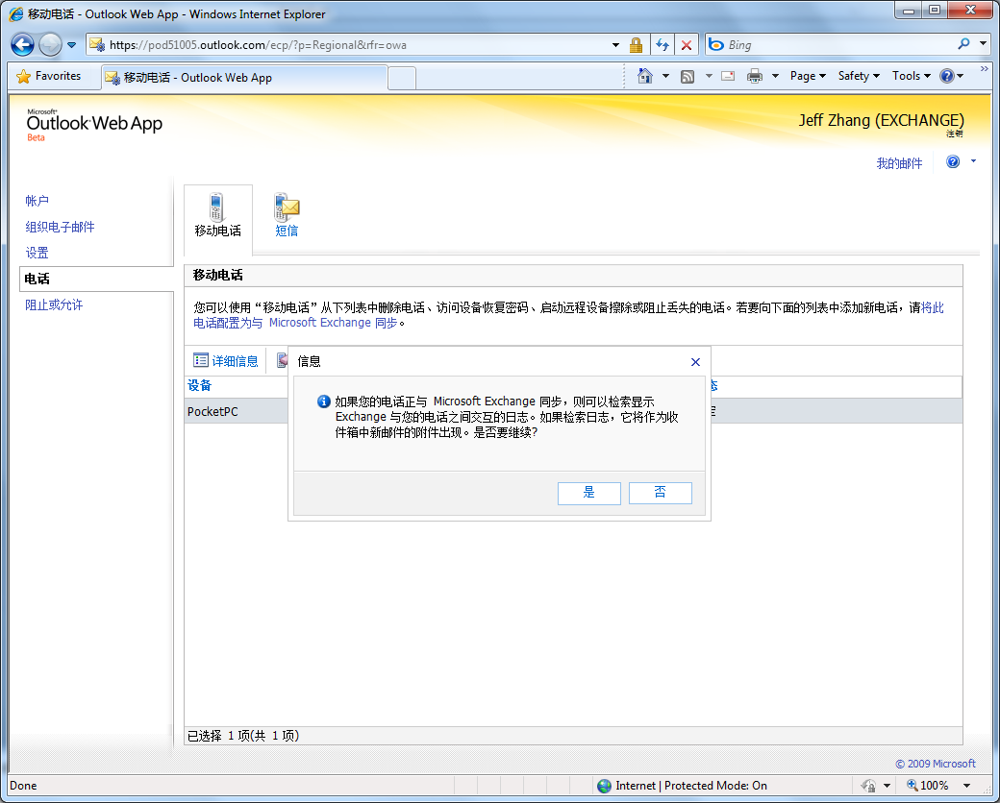 移动电话 - Outlook Web App - Windows Internet Explorer
https://pod51005.outlook.com/ecp/?p=Regional&rfr=owa
Bing
Favorites
移动电话 - Outlook Web App
Page
Safety
Tools
Microsoft®
Outlook Web App
Beta
Jeff Zhang (EXCHANGE)
注销
我的邮件
帐户
组织电子邮件
设置
电话
阻止或允许
移动电话
短信
移动电话
您可以使用“移动电话”从下列表中删除电话、访问设备恢复密码、启动远程设备擦除或阻止丢失的电话。若要向下面的列表中添加新电话，请将此
电话配置为与 Microsoft Exchange 同步。
详细信息
信息
设备
态
PocketPC
如果您的电话正与 Microsoft Exchange 同步，则可以检索显示
Exchange 与您的电话之间交互的日志。如果检索日志，它将作为收
件箱中新邮件的附件出现。是否要继续?
是
否
已选择 1 项(共 1 项)
© 2009 Microsoft
Done
Internet | Protected Mode: On
100%